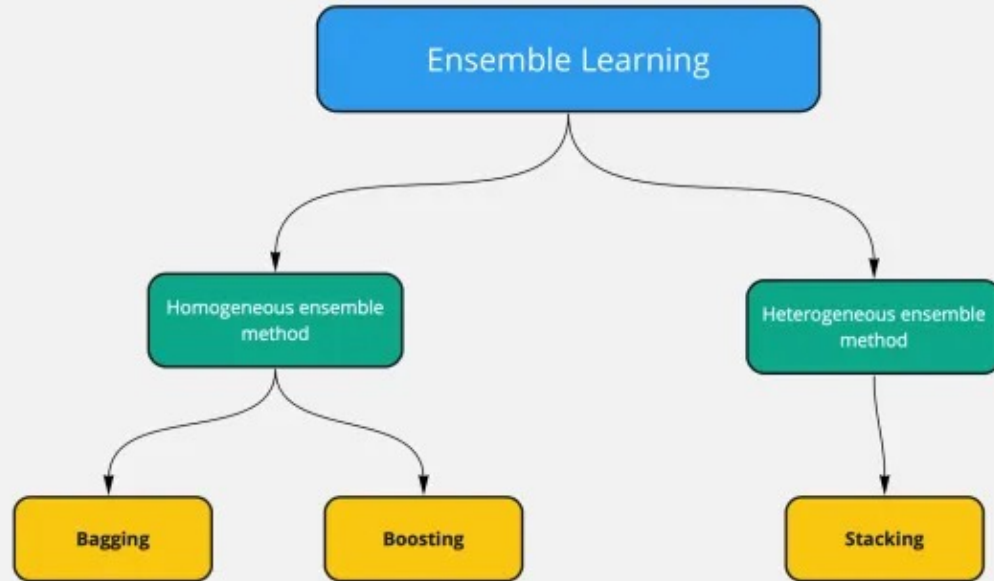 Ensemble Learning
Homogeneous ensemble
method
Heterogeneous ensemble
method
Bagging
Boosting
Stacking